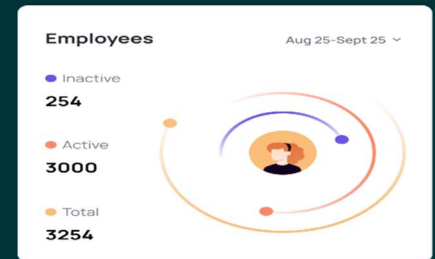 Employees
Aug 25-Sept 25
Inactive
254
Active
3000
Total
3254